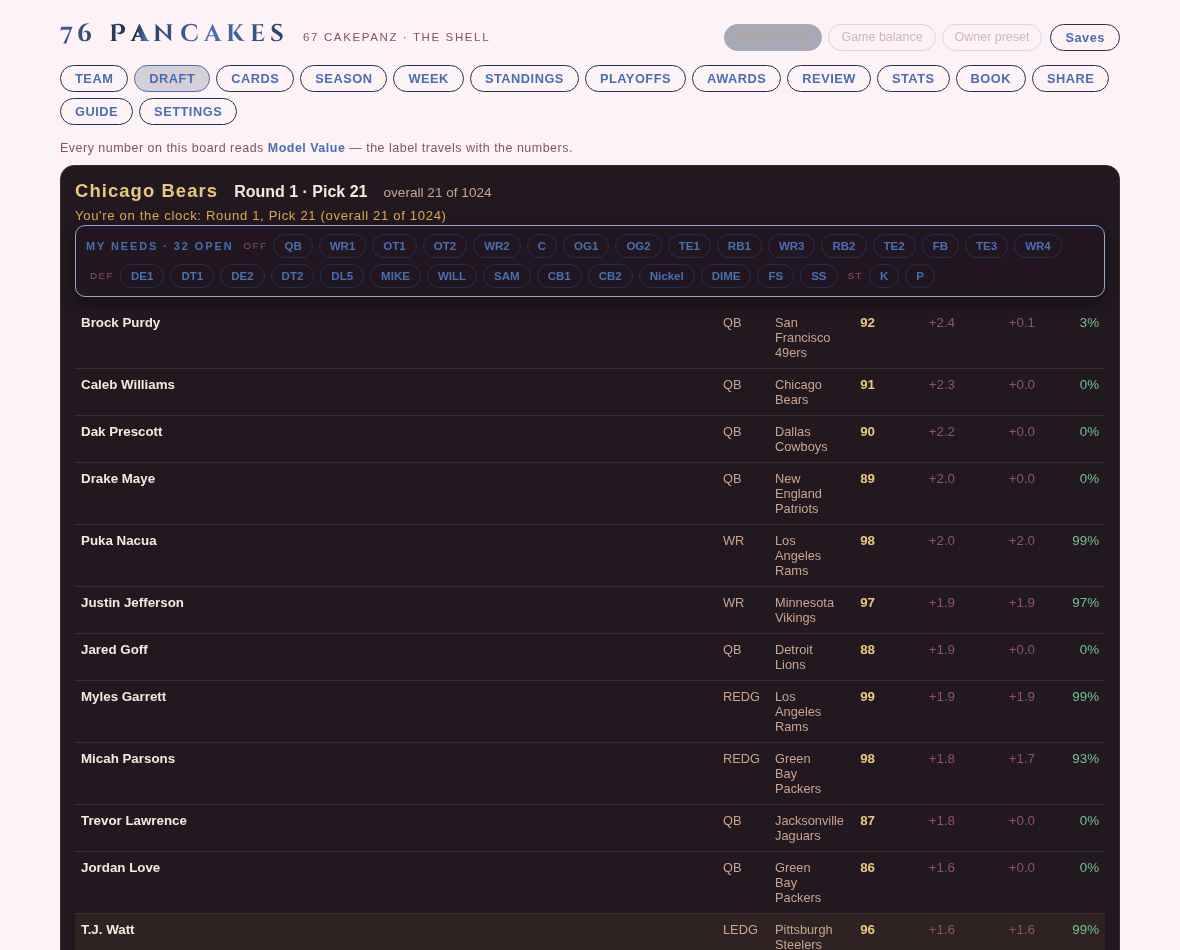 76 PANCAKES 67 CAKEPANZ · THE SHELL Game balance Owner preset Saves
TEAM DRAFT CARDS SEASON WEEK STANDINGS PLAYOFFS AWARDS REVIEW STATS BOOK SHARE
GUIDE SETTINGS
Every number on this board reads Model Value — the label travels with the numbers.
Chicago Bears Round 1 · Pick 21 overall 21 of 1024
You're on the clock: Round 1, Pick 21 (overall 21 of 1024)
MY NEEDS · 32 OPEN OFF QB WR1 OT1 OT2 WR2 C OG1 OG2 TE1 RB1 WR3 RB2 TE2 FB TE3 WR4
DEF DE1 DT1 DE2 DT2 DL5 MIKE WILL SAM CB1 CB2 Nickel DIME FS SS ST K P
Brock Purdy QB San 92 +2.4 +0.1 3%
Francisco
49ers
Caleb Williams QB Chicago 91 +2.3 +0.0 0%
Bears
Dak Prescott QB Dallas 90 +2.2 +0.0 0%
Cowboys
Drake Maye QB New 89 +2.0 +0.0 0%
England
Patriots
Puka Nacua WR Los 98 +2.0 +2.0 99%
Angeles
Rams
Justin Jefferson WR Minnesota 97 +1.9 +1.9 97%
Vikings
Jared Goff QB Detroit 88 +1.9 +0.0 0%
Lions
Myles Garrett REDG Los 99 +1.9 +1.9 99%
Angeles
Rams
Micah Parsons REDG Green 98 +1.8 +1.7 93%
Bay
Packers
Trevor Lawrence QB Jacksonville 87 +1.8 +0.0 0%
Jaguars
Jordan Love QB Green 86 +1.6 +0.0 0%
Bay
Packers
T.J. Watt LEDG Pittsburgh 96 +1.6 +1.6 99%
Steelers